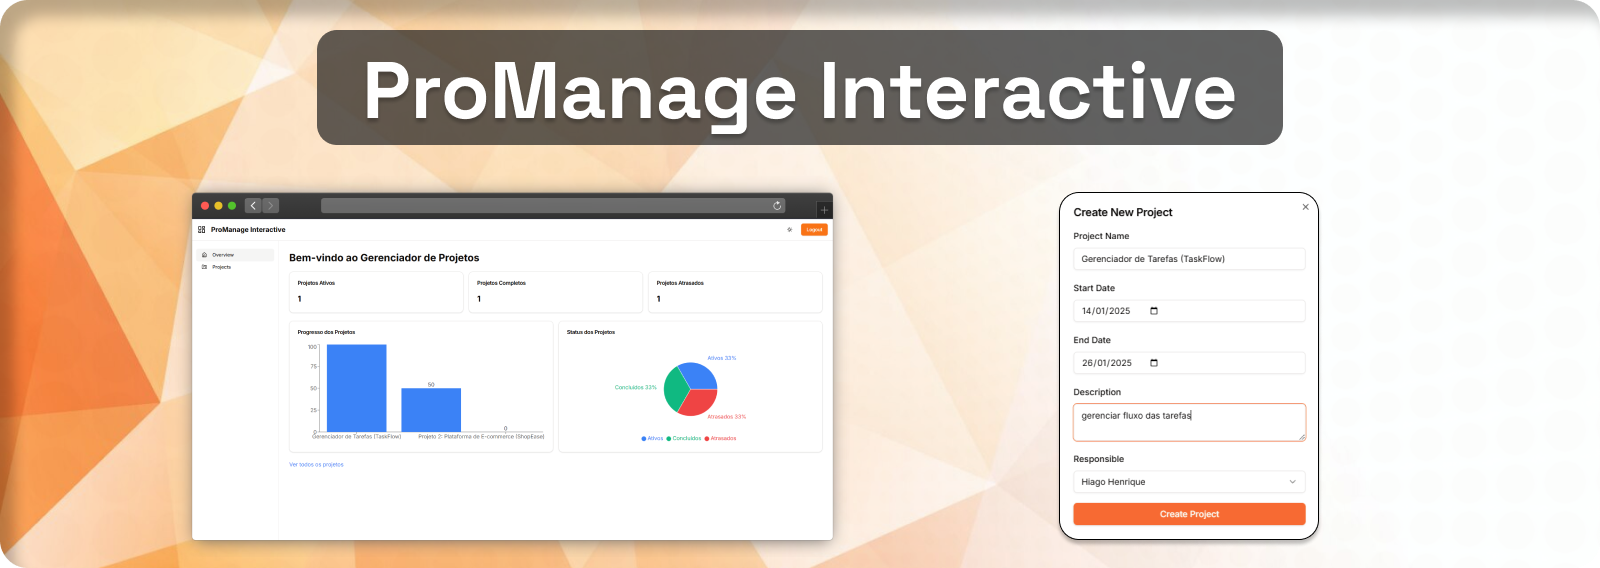 ProManage Interactive
ProManage Interactive
Logout
Overview
Projects
Bem-vindo ao Gerenciador de Projetos
Projetos Ativos
1
Projetos Completos
1
Projetos Atrasados
1
Progresso dos Projetos
100
75
50
25
0
50
0
Gerenciador de Tarefas (TaskFlow)
Projeto 2: Plataforma de E-commerce (ShopEase)
Status dos Projetos
Ativos 33%
Concluídos 33%
Atrasados 33%
Ativos Concluídos Atrasados
Ver todos os projetos
Create New Project
Project Name
Gerenciador de Tarefas (TaskFlow)
Start Date
14/01/2025
End Date
26/01/2025
Description
gerenciar fluxo das tarefas
Responsible
Hiago Henrique
Create Project